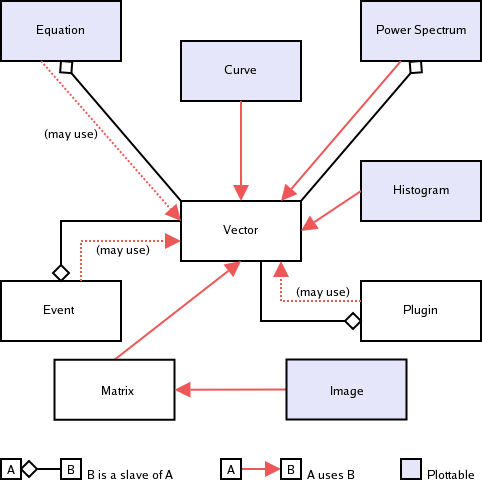 Equation
Power Spectrum
Curve
(may use)
Histogram
Vector
(may use)
(may use)
Event
Plugin
Matrix
Image
A B B is a slave of A
A B A uses B
Plottable